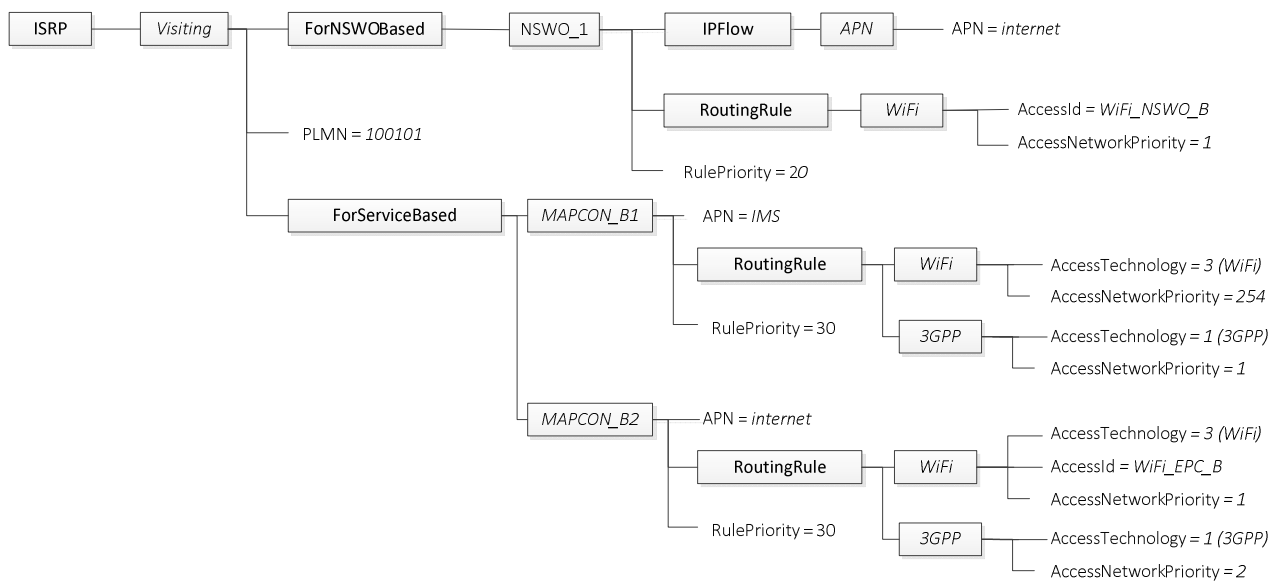 ISRP
Visiting
ForNSWOBased
NSWO_1
IPFlow
APN
APN = internet
RoutingRule
WiFi
AccessId = WiFi_NSWO_B
AccessNetworkPriority = 1
PLMN = 100101
RulePriority = 20
ForServiceBased
MAPCON_B1
APN = IMS
RoutingRule
WiFi
AccessTechnology = 3 (WiFi)
AccessNetworkPriority = 254
RulePriority = 30
3GPP
AccessTechnology = 1 (3GPP)
AccessNetworkPriority = 1
MAPCON_B2
APN = internet
RoutingRule
WiFi
AccessTechnology = 3 (WiFi)
AccessId = WiFi_EPC_B
AccessNetworkPriority = 1
RulePriority = 30
3GPP
AccessTechnology = 1 (3GPP)
AccessNetworkPriority = 2